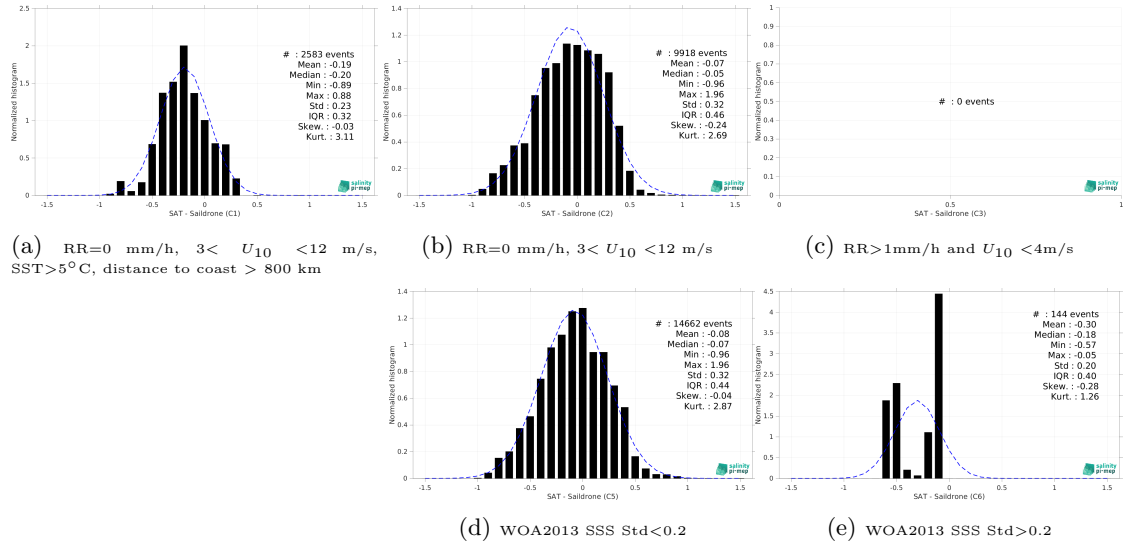 2.5
2
1.5
1
0.5
0
Normalized histogram
# : 2583 events
Mean : -0.19
Median : -0.20
Min : -0.89
Max : 0.88
Std : 0.23
IQR : 0.32
Skew. : -0.03
Kurt. : 3.11
salinity
pi-mep
-1.5 -1 -0.5 0 0.5 1 1.5
SAT - Saildrone (C1)
(a) RR=0 mm/h, 3< U10 <12 m/s,
SST>5°C, distance to coast > 800 km
1.4
1.2
1
0.8
0.6
0.4
0.2
0
Normalized histogram
# : 9918 events
Mean : -0.07
Median : -0.05
Min : -0.96
Max : 1.96
Std : 0.32
IQR : 0.46
Skew. : -0.24
Kurt. : 2.69
salinity
pi-mep
-1.5 -1 -0.5 0 0.5 1 1.5
SAT - Saildrone (C2)
(b) RR=0 mm/h, 3< U10 <12 m/s
1
0.9
0.8
0.7
0.6
0.5
0.4
0.3
0.2
0.1
0
Normalized histogram
# : 0 events
salinity
pi-mep
0 0.5 1
SAT - Saildrone (C3)
(c) RR>1mm/h and U10 <4m/s
1.4
1.2
1
0.8
0.6
0.4
0.2
0
Normalized histogram
# : 14662 events
Mean : -0.08
Median : -0.07
Min : -0.96
Max : 1.96
Std : 0.32
IQR : 0.44
Skew. : -0.04
Kurt. : 2.87
salinity
pi-mep
-1.5 -1 -0.5 0 0.5 1 1.5
SAT - Saildrone (C5)
(d) WOA2013 SSS Std<0.2
4.5
4
3.5
3
2.5
2
1.5
1
0.5
0
Normalized histogram
# : 144 events
Mean : -0.30
Median : -0.18
Min : -0.57
Max : -0.05
Std : 0.20
IQR : 0.40
Skew. : -0.28
Kurt. : 1.26
salinity
pi-mep
-1.5 -1 -0.5 0 0.5 1 1.5
SAT - Saildrone (C6)
(e) WOA2013 SSS Std>0.2